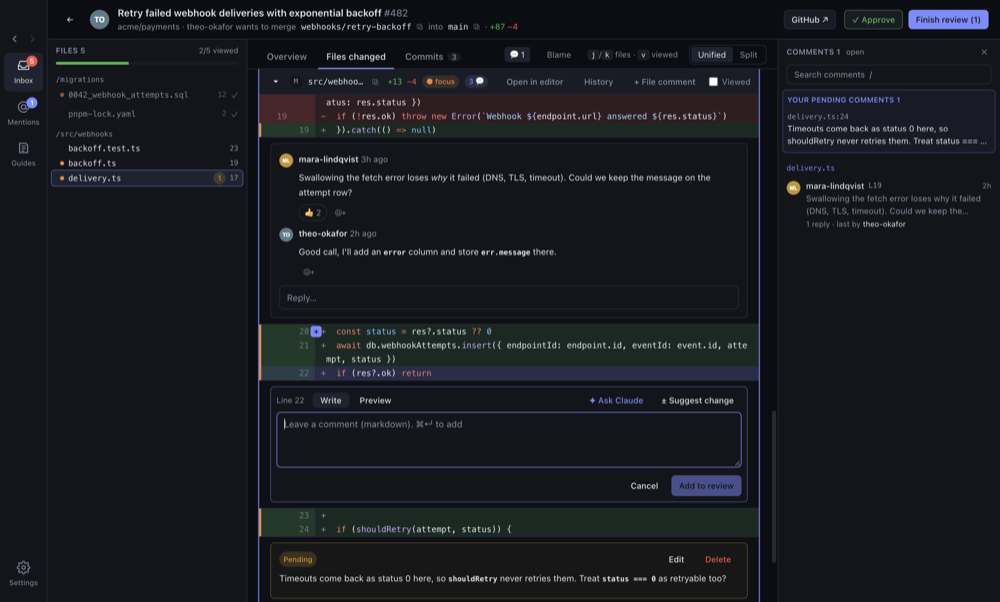 TO
Retry failed webhook deliveries with exponential backoff #482
acme/payments · theo-okafor wants to merge webhooks/retry-backoff into main · +87 −4
GitHub ↗
✓ Approve
Finish review (1)
5
Inbox
1
Mentions
Guides
Settings
FILES 5
2/5 viewed
/migrations
0042_webhook_attempts.sql 12 ✓
pnpm-lock.yaml 2 ✓
/src/webhooks
backoff.test.ts 23
backoff.ts 19
delivery.ts 1 17
Overview
Files changed
Commits 3
1
Blame
j / k files · v viewed
Unified
Split
M src/webhoo… +13 −4 focus 3
Open in editor
History
+ File comment
Viewed
atus: res.status })
19 − if (!res.ok) throw new Error(`Webhook ${endpoint.url} answered ${res.status}`)
19 + }).catch(() => null)
ML
mara-lindqvist 3h ago
Swallowing the fetch error loses why it failed (DNS, TLS, timeout). Could we keep the message on the
attempt row?
👍 2
TO
theo-okafor 2h ago
Good call, I'll add an error column and store err.message there.
Reply…
20 + + const status = res?.status ?? 0
21 + await db.webhookAttempts.insert({ endpointId: endpoint.id, eventId: event.id, atte
mpt, status })
22 + if (res?.ok) return
Line 22
Write
Preview
✦ Ask Claude
± Suggest change
Leave a comment (markdown). ⌘↵ to add
Cancel
Add to review
23 +
24 + if (shouldRetry(attempt, status)) {
Pending
Edit
Delete
Timeouts come back as status 0 here, so shouldRetry never retries them. Treat status === 0 as retryable too?
COMMENTS 1 open
Search comments /
YOUR PENDING COMMENTS 1
delivery.ts:24
Timeouts come back as status 0 here, so
shouldRetry never retries them. Treat status === …
delivery.ts
ML
mara-lindqvist L19 2h
Swallowing the fetch error loses why it failed
(DNS, TLS, timeout). Could we keep the…
1 reply · last by theo-okafor